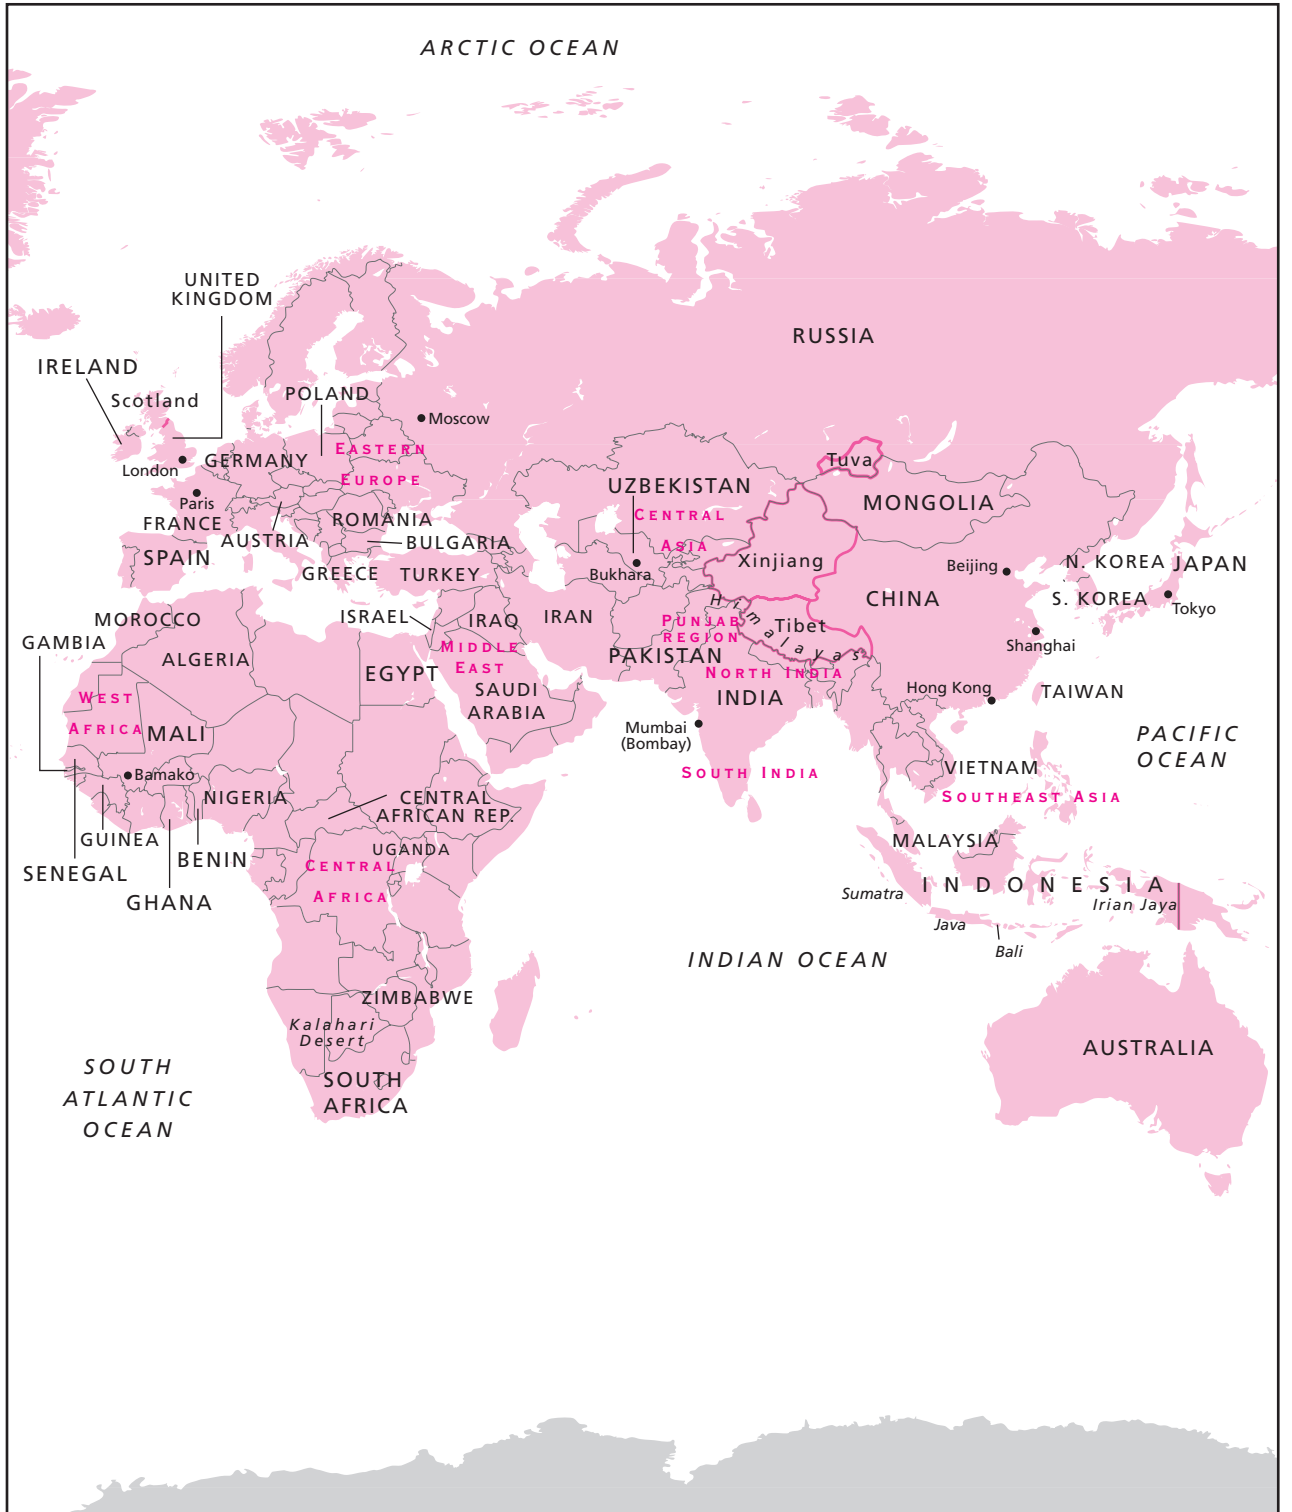 ARCTIC OCEAN
UNITED
KINGDOM
RUSSIA
IRELAND
Scotland
POLAND
Moscow
EASTERN
EUROPE
London
GERMANY
Tuva
Paris
FRANCE
UZBEKISTAN
MONGOLIA
CENTRAL
ASIA
ROMANIA
AUSTRIA
BULGARIA
SPAIN
GREECE
TURKEY
Bukhara
Xinjiang
Beijing
N. KOREA
JAPAN
S. KOREA
Tokyo
CHINA
Himalayas
Tibet
Shanghai
MOROCCO
ISRAEL
IRAQ
IRAN
PUNJAB
REGION
GAMBIA
ALGERIA
MIDDLE
EAST
PAKISTAN
EGYPT
NORTH INDIA
WEST
AFRICA
SAUDI
ARABIA
INDIA
Hong Kong
TAIWAN
MALI
Mumbai
(Bombay)
PACIFIC
OCEAN
Bamako
SOUTH INDIA
VIETNAM
SOUTHEAST ASIA
NIGERIA
CENTRAL
AFRICAN REP.
GUINEA
BENIN
UGANDA
MALAYSIA
SENEGAL
CENTRAL
AFRICA
GHANA
INDONESIA
Sumatra
Irian Jaya
Java
Bali
INDIAN OCEAN
ZIMBABWE
Kalahari
Desert
AUSTRALIA
SOUTH
ATLANTIC
OCEAN
SOUTH
AFRICA